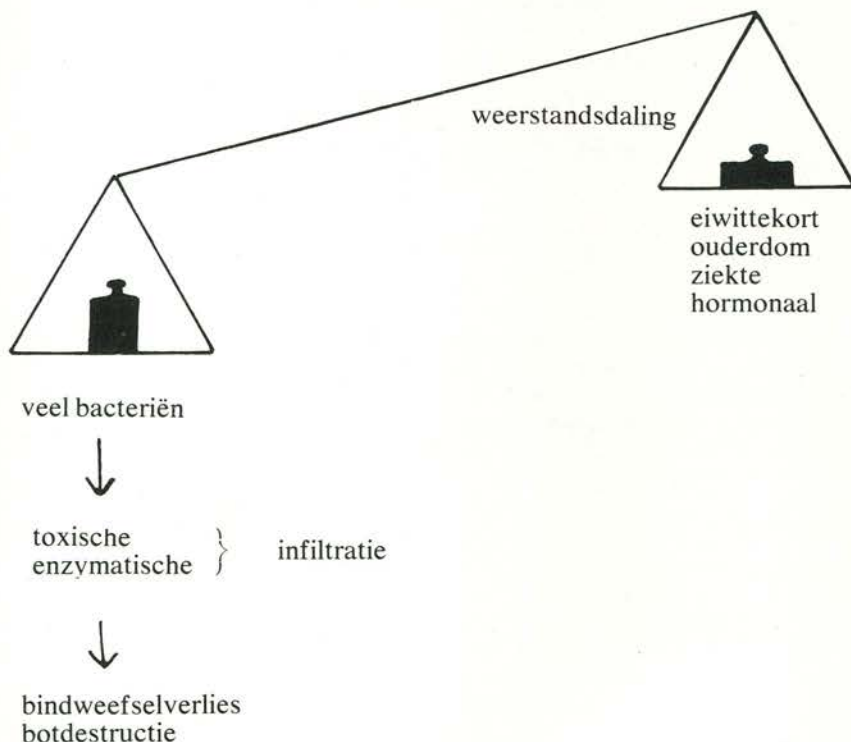 weerstandsdaling
eiwittekort
ouderdom
ziekte
hormonaal
veel bacteriën
toxische
enzymatische } infiltratie
bindweefselverlies
botdestructie